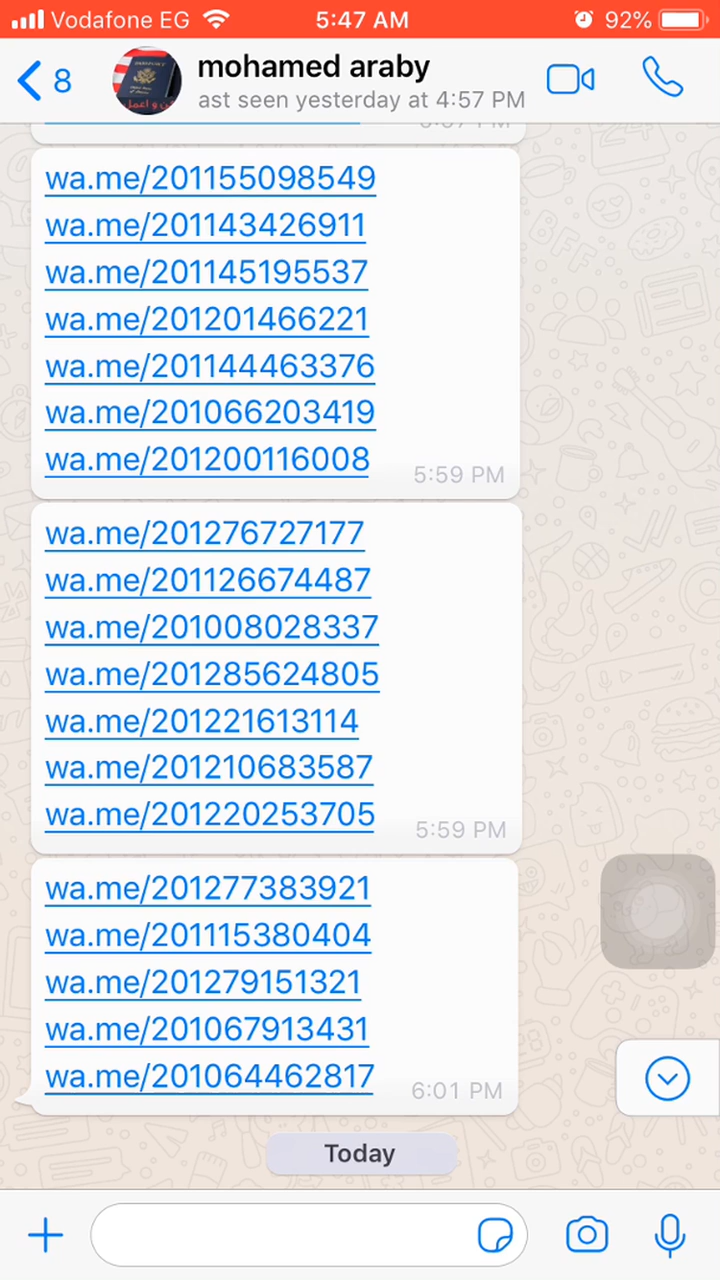 Vodafone EG
5:47 AM
92%
8
mohamed araby
ast seen yesterday at 4:57 PM
PASSPORT
wa.me/201155098549
wa.me/201143426911
wa.me/201145195537
wa.me/201201466221
wa.me/201144463376
wa.me/201066203419
wa.me/201200116008
5:59 PM
wa.me/201276727177
wa.me/201126674487
wa.me/201008028337
wa.me/201285624805
wa.me/201221613114
wa.me/201210683587
wa.me/201220253705
5:59 PM
wa.me/201277383921
wa.me/201115380404
wa.me/201279151321
wa.me/201067913431
wa.me/201064462817
6:01 PM
Today